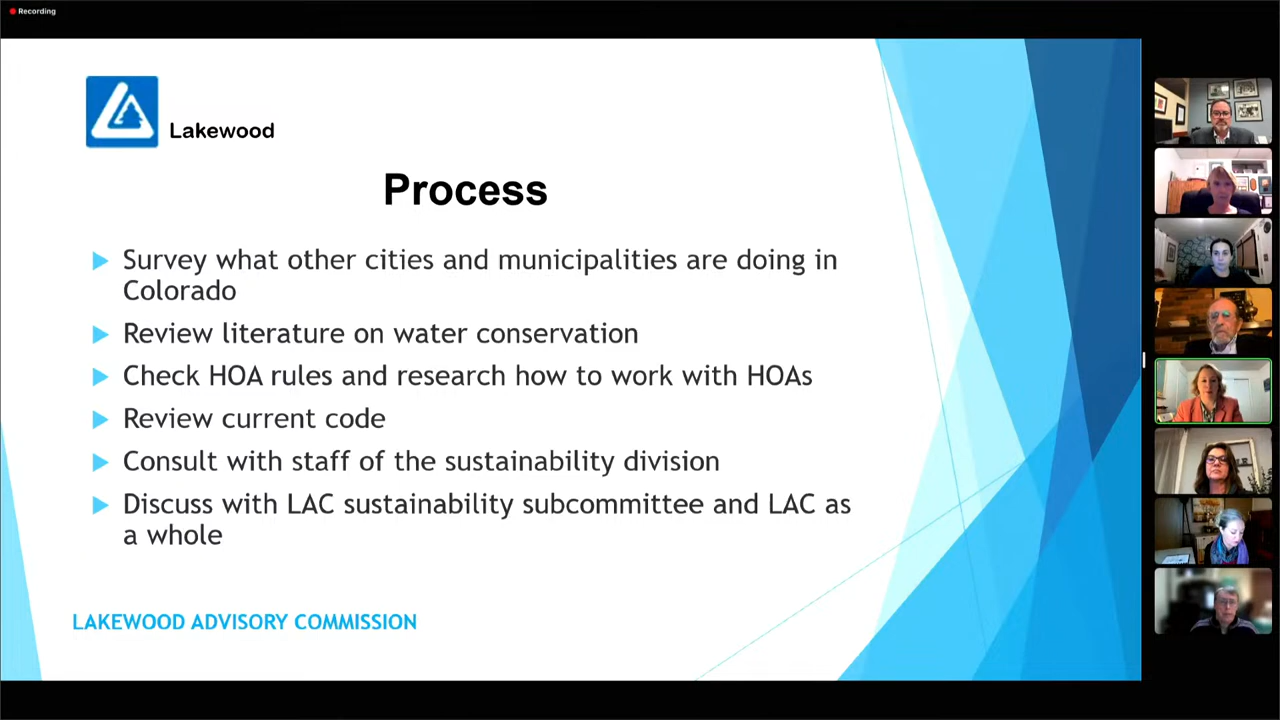 Recording
Lakewood
Process
Survey what other cities and municipalities are doing in
Colorado
Review literature on water conservation
Check HOA rules and research how to work with HOAs
Review current code
Consult with staff of the sustainability division
Discuss with LAC sustainability subcommittee and LAC as
a whole
LAKEWOOD ADVISORY COMMISSION